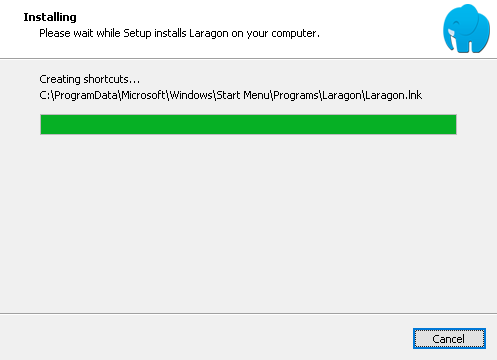 Installing
Please wait while Setup installs Laragon on your computer.
Creating shortcuts...
C:\ProgramData\Microsoft\Windows\Start Menu\Programs\Laragon\Laragon.lnk
Cancel